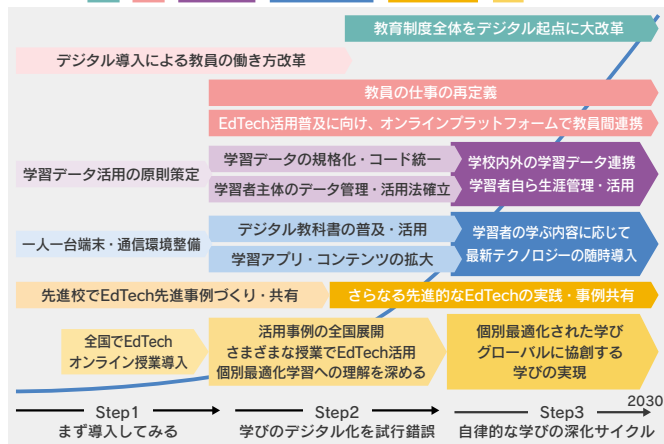 教育制度全体をデジタル起点に大改革
デジタル導入による教員の働き方改革
教員の仕事の再定義
EdTech活用普及に向け、オンラインプラットフォームで教員間連携
学習データ活用の原則策定
学習データの規格化・コード統一
学習者主体のデータ管理・活用法確立
学校内外の学習データ連携
学習者自ら生涯管理・活用
一人一台端末・通信環境整備
デジタル教科書の普及・活用
学習アプリ・コンテンツの拡大
学習者の学ぶ内容に応じて
最新テクノロジーの随時導入
先進校でEdTech先進事例づくり・共有
さらなる先進的なEdTechの実践・事例共有
全国でEdTech
オンライン授業導入
活用事例の全国展開
さまざまな授業でEdTech活用
個別最適化学習への理解を深める
個別最適化された学び
グローバルに協創する
学びの実現
2030
Step1
まず導入してみる
Step2
学びのデジタル化を試行錯誤
Step3
自律的な学びの深化サイクル